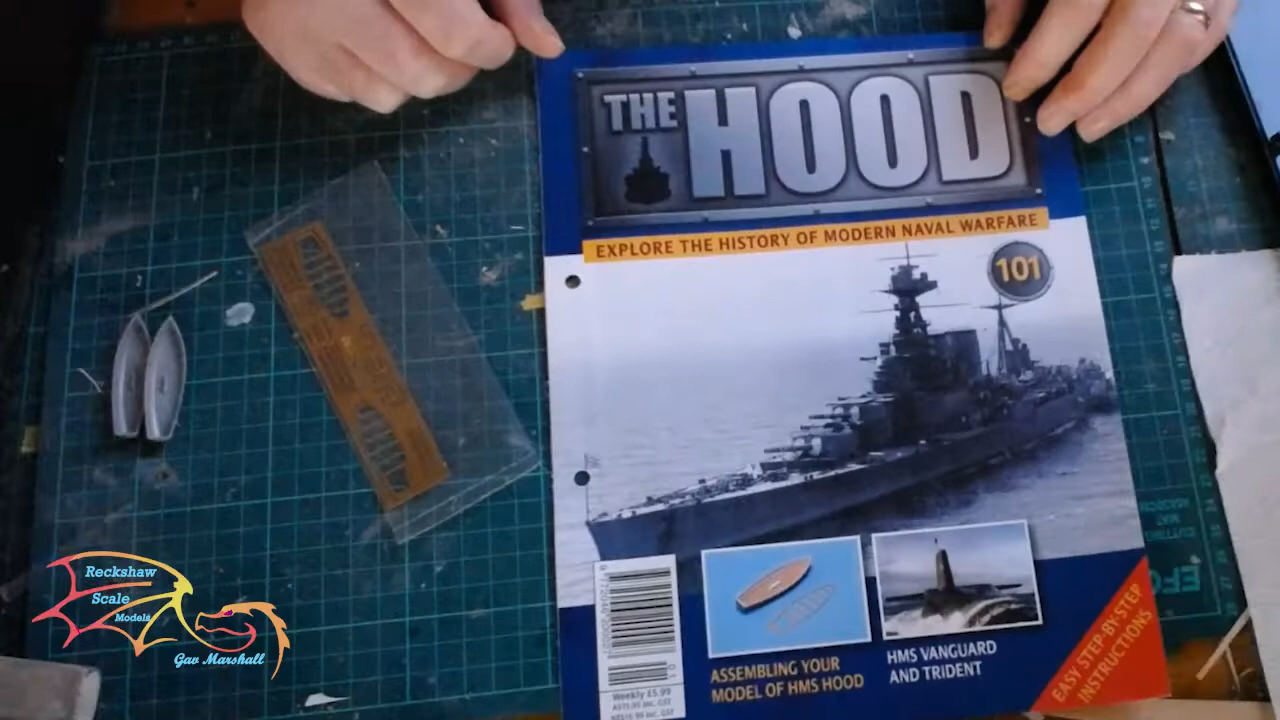 THE HOOD
EXPLORE THE HISTORY OF MODERN NAVAL WARFARE
101
ASSEMBLING YOUR
MODEL OF HMS HOOD
HMS VANGUARD
AND TRIDENT
EASY STEP-BY-STEP
INSTRUCTIONS
Weekly £5.99
Reckshaw
Scale
Models
Gav Marshall